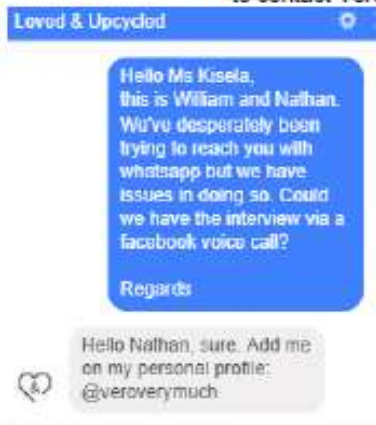 Loved & Upcycled
Hello Ms Kisela,
this is William and Nathan.
We've desperately been
trying to reach you with
whatsapp but we have
issues in doing so. Could
we have the interview via a
facebook voice call?
Regards
Hello Nathan, sure. Add me
on my personal profile:
@veroverymuch